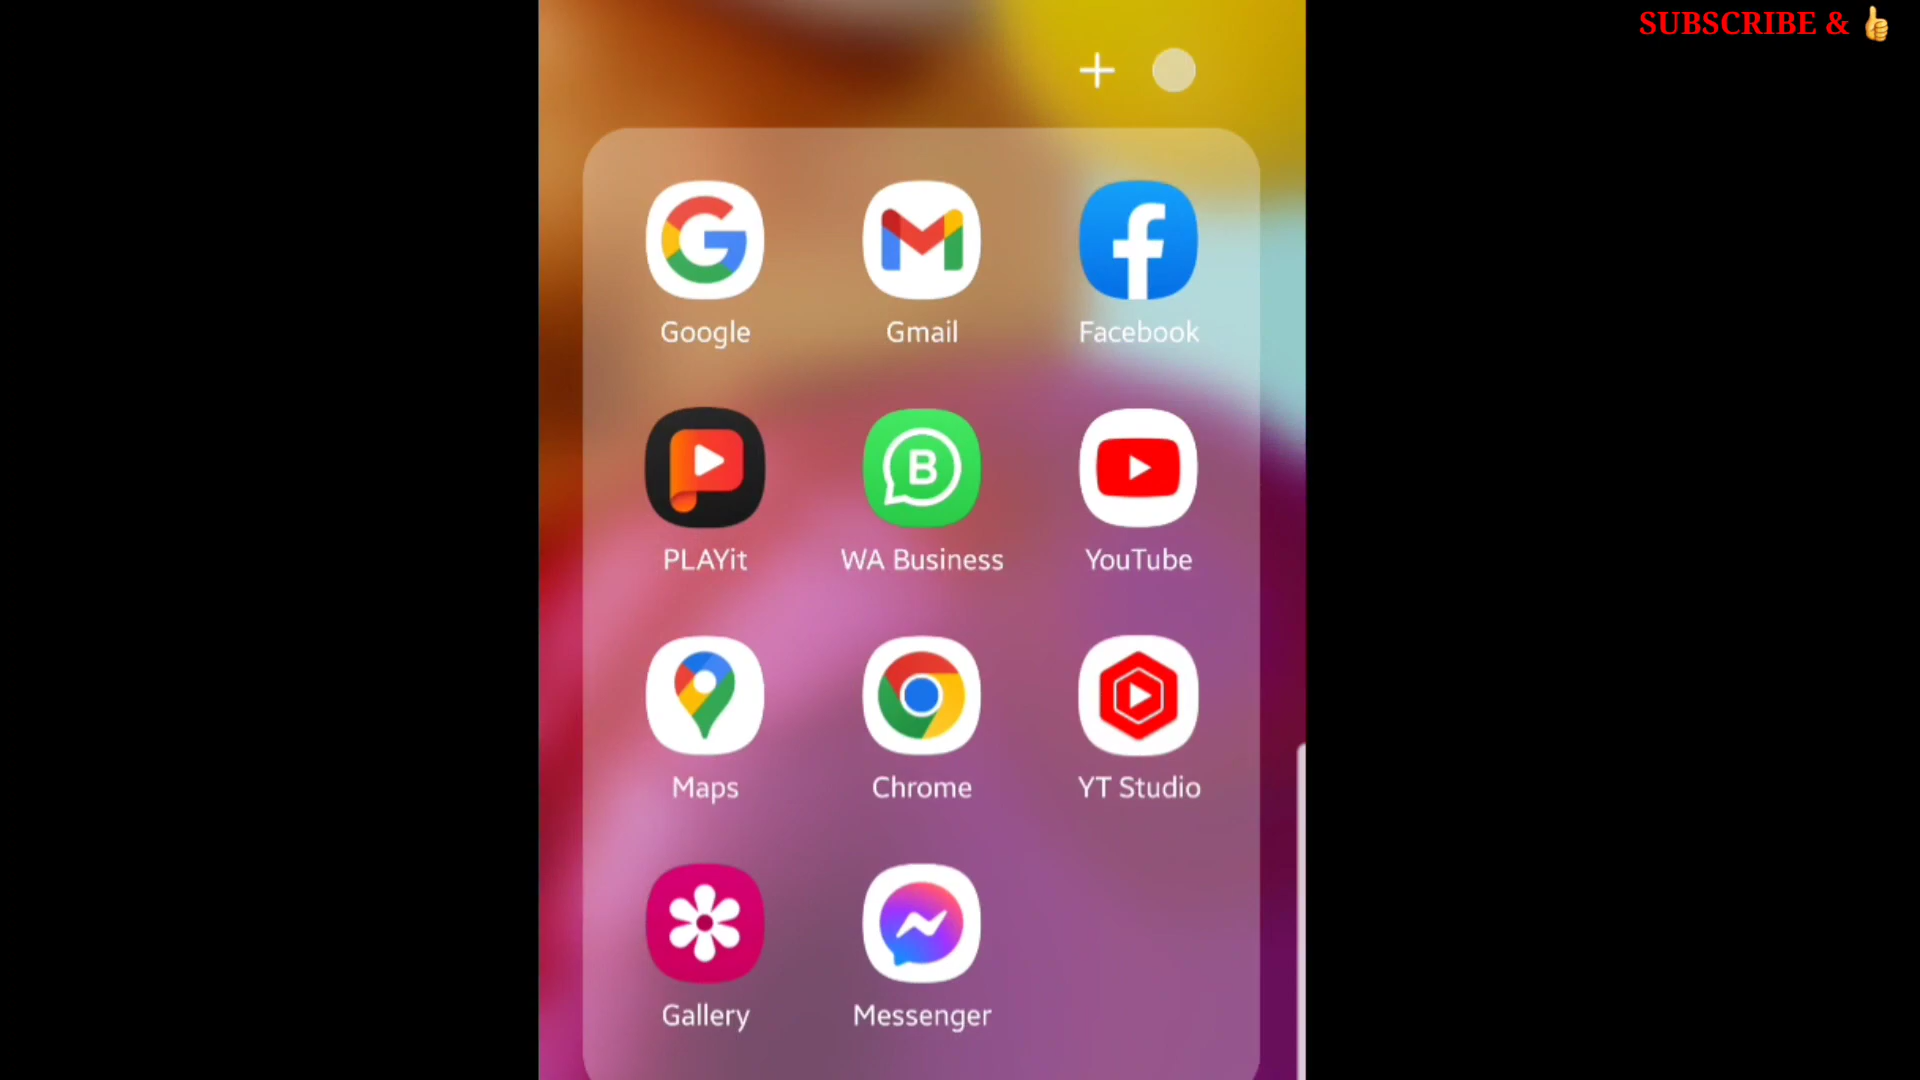 SUBSCRIBE & 👍
Google Gmail Facebook
PLAYit WA Business YouTube
Maps Chrome YT Studio
Gallery Messenger